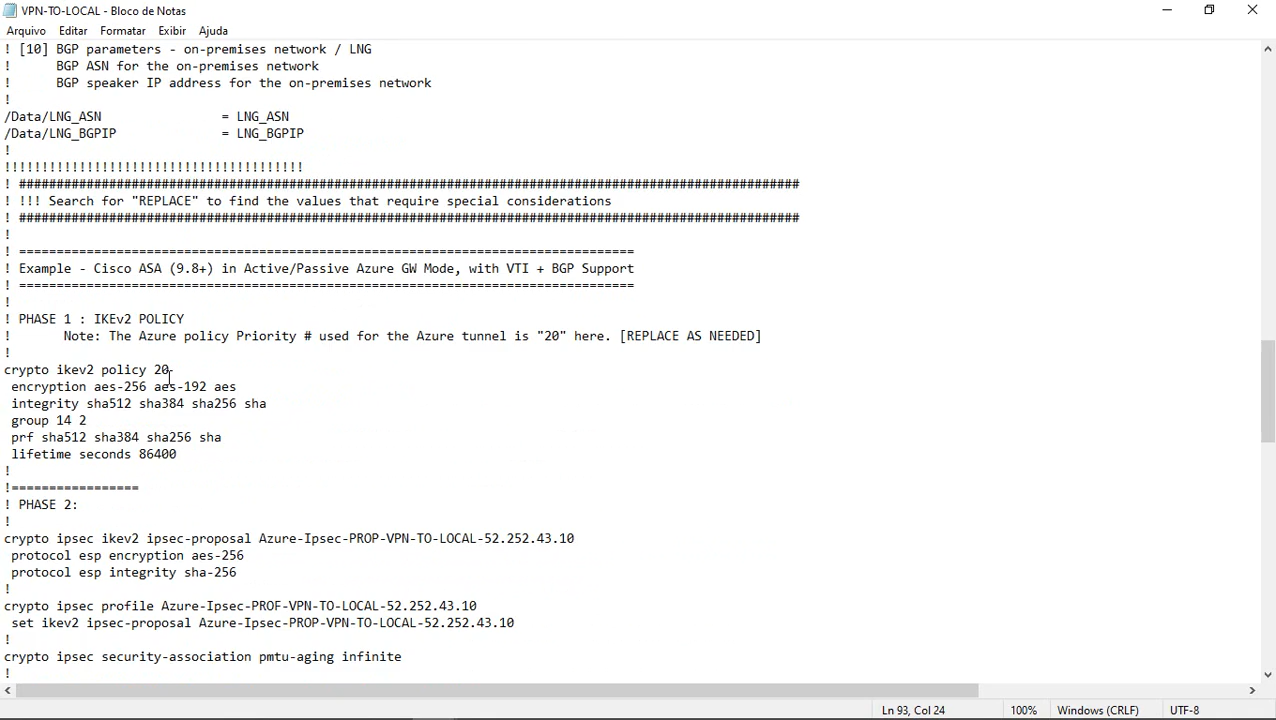 VPN-TO-LOCAL - Bloco de Notas
Arquivo Editar Formatar Exibir Ajuda
! [10] BGP parameters - on-premises network / LNG
! BGP ASN for the on-premises network
! BGP speaker IP address for the on-premises network
!
/Data/LNG_ASN = LNG_ASN
/Data/LNG_BGPIP = LNG_BGPIP
!
!!!!!!!!!!!!!!!!!!!!!!!!!!!!!!!!!!!!!!!!
! ########################################################################################################
! !!! Search for "REPLACE" to find the values that require special considerations
! ########################################################################################################
!
! ==================================================================================
! Example - Cisco ASA (9.8+) in Active/Passive Azure GW Mode, with VTI + BGP Support
! ==================================================================================
!
! PHASE 1 : IKEv2 POLICY
! Note: The Azure policy Priority # used for the Azure tunnel is "20" here. [REPLACE AS NEEDED]
!
crypto ikev2 policy 20
encryption aes-256 aes-192 aes
integrity sha512 sha384 sha256 sha
group 14 2
prf sha512 sha384 sha256 sha
lifetime seconds 86400
!
!=================
! PHASE 2:
!
crypto ipsec ikev2 ipsec-proposal Azure-Ipsec-PROP-VPN-TO-LOCAL-52.252.43.10
protocol esp encryption aes-256
protocol esp integrity sha-256
!
crypto ipsec profile Azure-Ipsec-PROF-VPN-TO-LOCAL-52.252.43.10
set ikev2 ipsec-proposal Azure-Ipsec-PROP-VPN-TO-LOCAL-52.252.43.10
!
crypto ipsec security-association pmtu-aging infinite
!
Ln 93, Col 24 100% Windows (CRLF) UTF-8